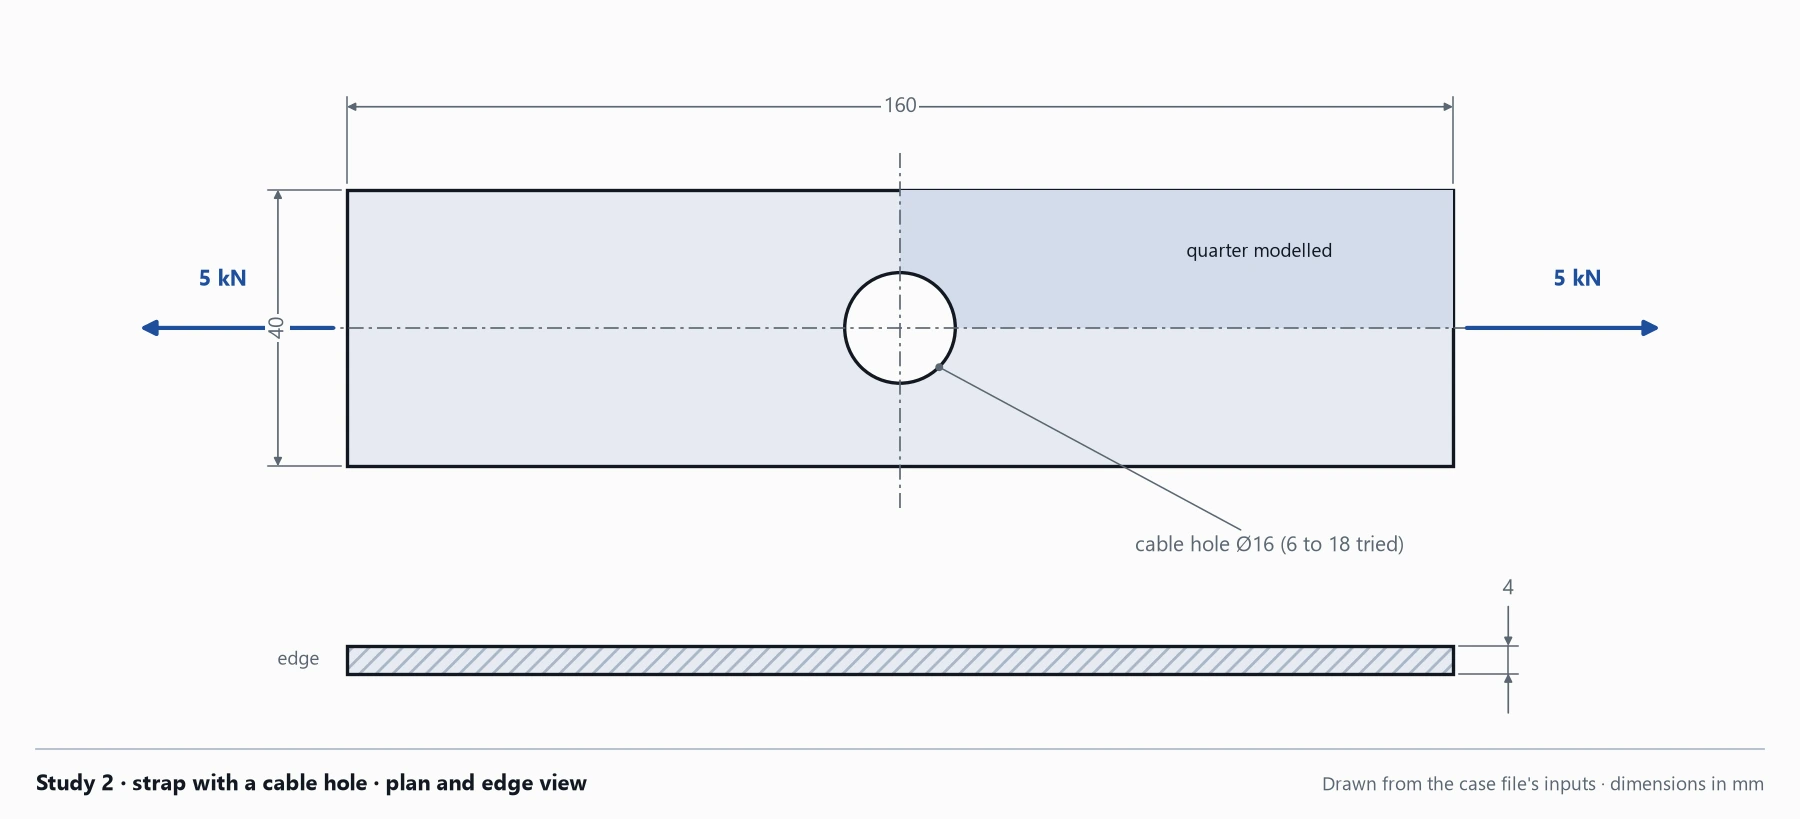 160
5 kN
40
quarter modelled
5 kN
cable hole Ø16 (6 to 18 tried)
4
edge
Study 2 · strap with a cable hole · plan and edge view
Drawn from the case file's inputs · dimensions in mm